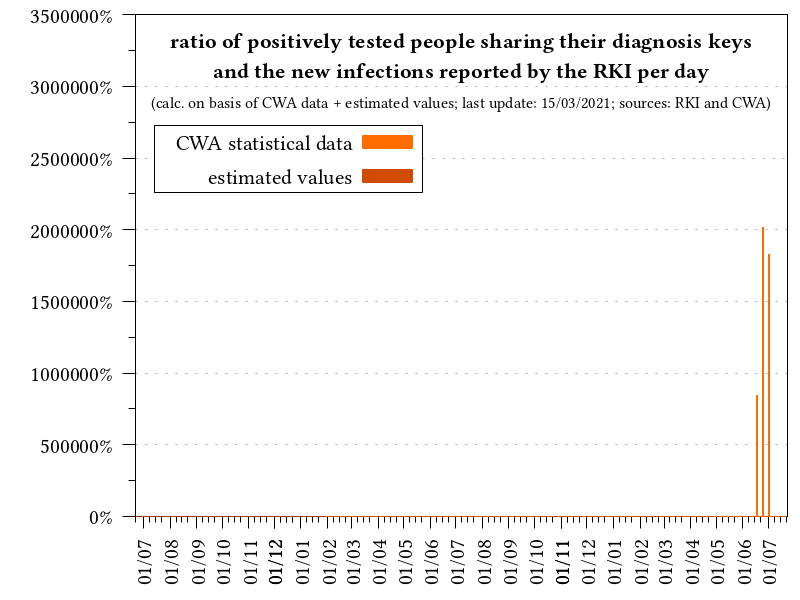 3500000%
ratio of positively tested people sharing their diagnosis keys
and the new infections reported by the RKI per day
3000000%
(calc. on basis of CWA data + estimated values; last update: 15/03/2021; sources: RKI and CWA)
CWA statistical data
2500000%
estimated values
2000000%
1500000%
1000000%
500000%
0%
01/07 01/08 01/09 01/10 01/11 01/12 01/01 01/02 01/03 01/04 01/05 01/06 01/07 01/08 01/09 01/10 01/11 01/12 01/01 01/02 01/03 01/04 01/05 01/06 01/07